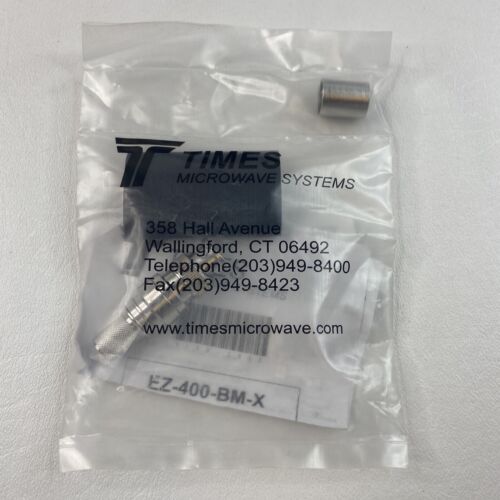 TIMES
MICROWAVE SYSTEMS
358 Hall Avenue
Wallingford, CT 06492
Telephone(203)949-8400
Fax(203)949-8423
www.timesmicrowave.com
EZ-400-BM-X